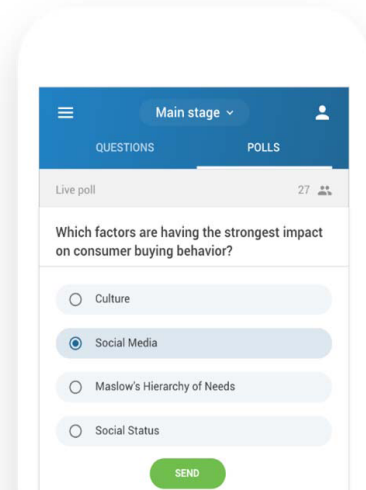 Main stage
QUESTIONS POLLS
Live poll 27
Which factors are having the strongest impact
on consumer buying behavior?
Culture
Social Media
Maslow's Hierarchy of Needs
Social Status
SEND